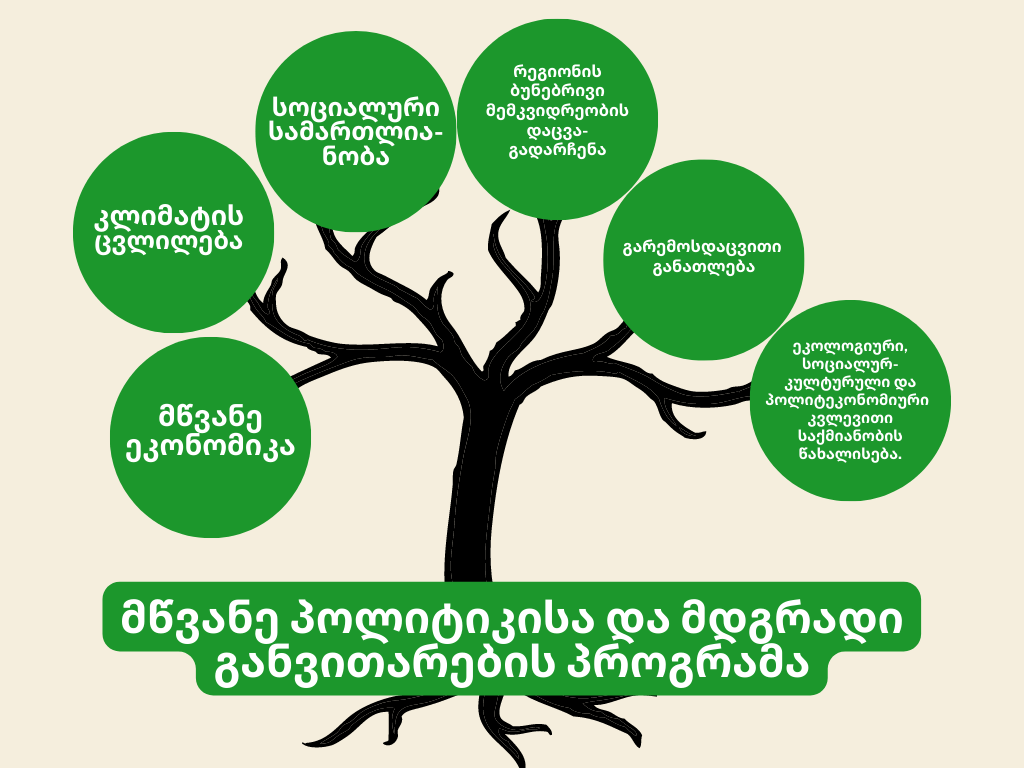 სოციალური
სამართლია-
ნობა
რეგიონის
ბუნებრივი
მემკვიდრეობის
დაცვა-
გადარჩენა
კლიმატის
ცვლილება
გარემოსდაცვითი
განათლება
მწვანე
ეკონომიკა
ეკოლოგიური,
სოციალურ-
კულტურული და
პოლიტეკონომიური
კვლევითი
საქმიანობის
წახალისება.
მწვანე პოლიტიკისა და მდგრადი
განვითარების პროგრამა